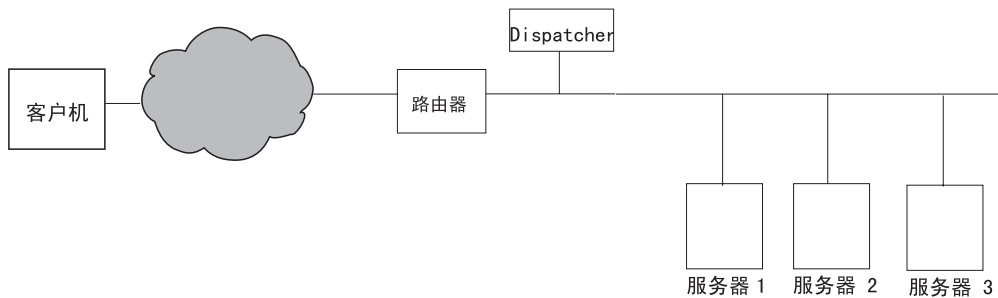 Dispatcher
客户机
路由器
服务器 1
服务器 2
服务器 3